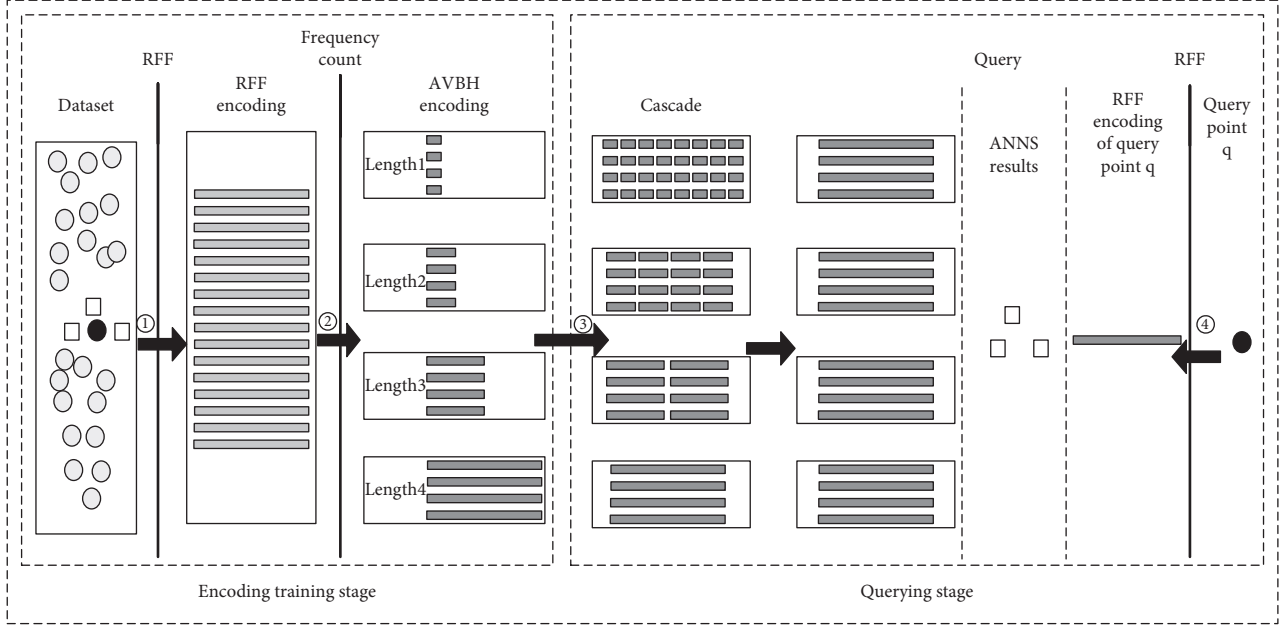 Dataset
RFF
RFF
encoding
Frequency
count
AVBH
encoding
Length1
Length2
Length3
Length4
①
②
③
Encoding training stage
Cascade
Query
ANNS
results
RFF
encoding
of query
point q
RFF
Query
point
q
④
Querying stage